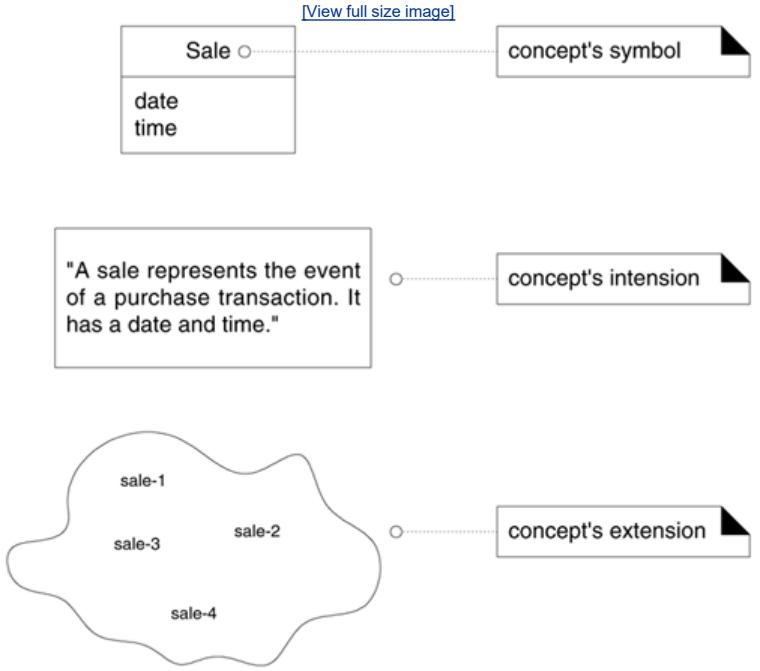 [View full size image]
Sale
concept's symbol
date
time
"A sale represents the event
of a purchase transaction. It
has a date and time."
concept's intension
sale-1
sale-2
sale-3
concept's extension
sale-4